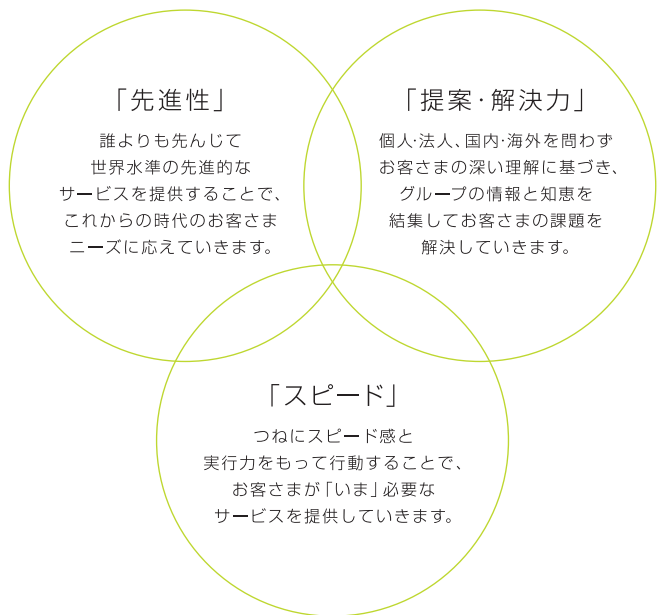 「先進性」
誰よりも先んじて
世界水準の先進的な
サービスを提供することで、
これからの時代のお客さま
ニーズに応えていきます。
「提案・解決力」
個人・法人、国内・海外を問わず
お客さまの深い理解に基づき、
グループの情報と知恵を
結集してお客さまの課題を
解決していきます。
「スピード」
つねにスピード感と
実行力をもって行動することで、
お客さまが「いま」必要な
サービスを提供していきます。